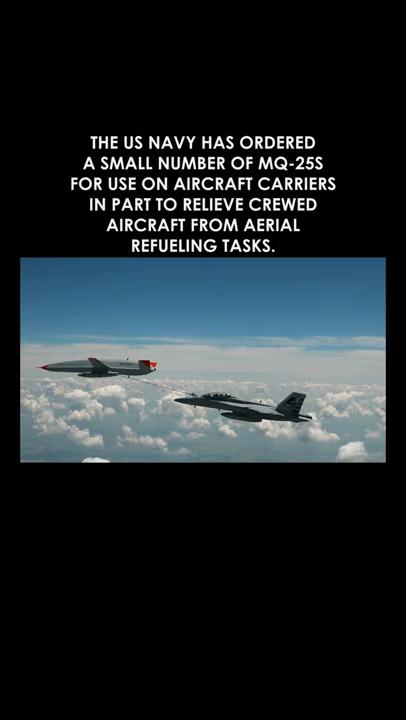 THE US NAVY HAS ORDERED
A SMALL NUMBER OF MQ-25S
FOR USE ON AIRCRAFT CARRIERS
IN PART TO RELIEVE CREWED
AIRCRAFT FROM AERIAL
REFUELING TASKS.